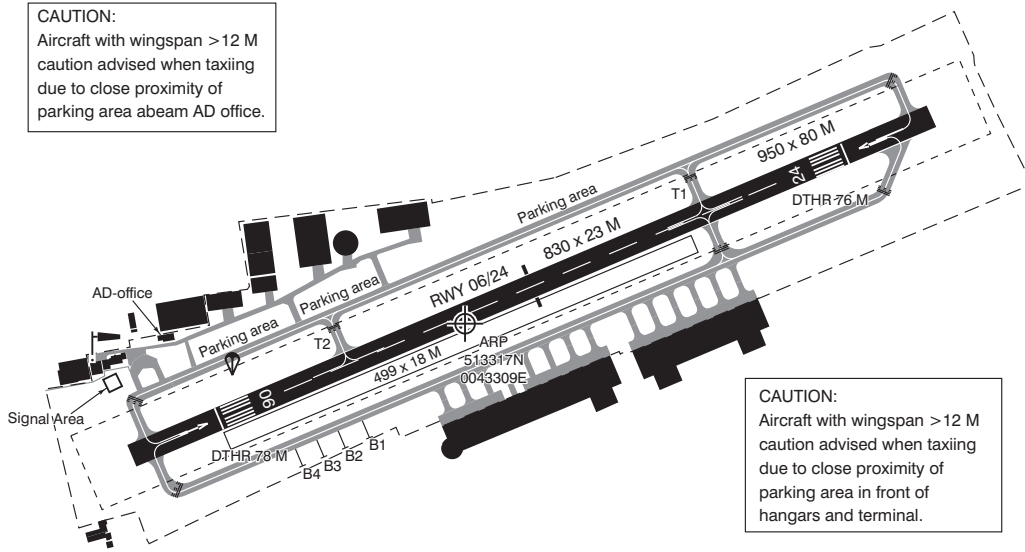 CAUTION:
Aircraft with wingspan >12 M
caution advised when taxiing
due to close proximity of
parking area abeam AD office.
950 x 80 M
24
DTHR 76 M
T1
Parking area
830 x 23 M
RWY 06/24
Parking area
AD-office
Parking area
T2
ARP
513317N
0043309E
499 x 18 M
06
Signal Area
DTHR 78 M
B1
B2
B3
B4
CAUTION:
Aircraft with wingspan >12 M
caution advised when taxiing
due to close proximity of
parking area in front of
hangars and terminal.